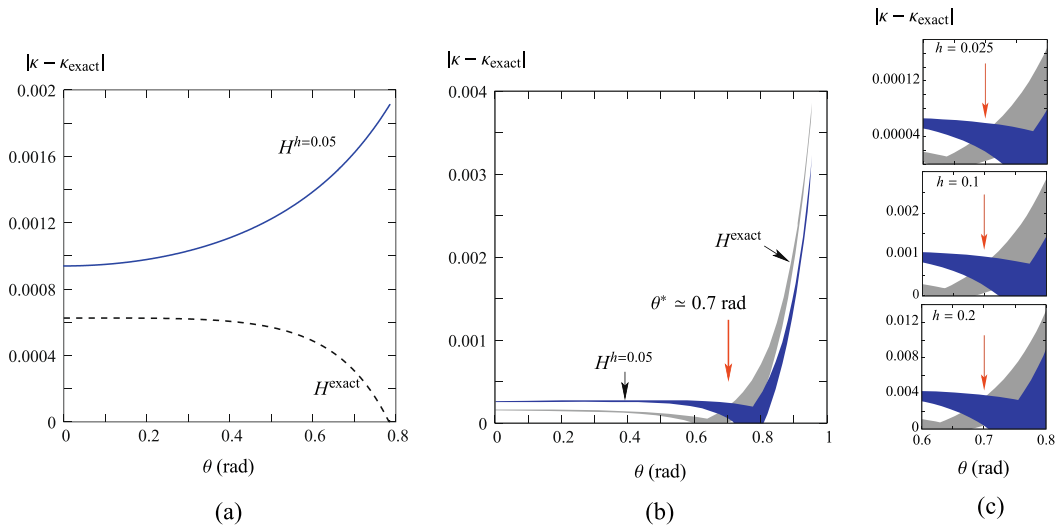 |κ − κexact|
0.002
0.0016
0.0012
0.0008
0.0004
0
H^h=0.05
H^exact
0 0.2 0.4 0.6 0.8
θ (rad)
(a)
|κ − κexact|
0.004
0.003
0.002
0.001
0
H^exact
θ* ≃ 0.7 rad
H^h=0.05
0 0.2 0.4 0.6 0.8 1
θ (rad)
(b)
|κ − κexact|
h = 0.025
0.00012
0.00004
h = 0.1
0.002
0.001
0
h = 0.2
0.012
0.008
0.004
0
0.6 0.7 0.8
θ (rad)
(c)